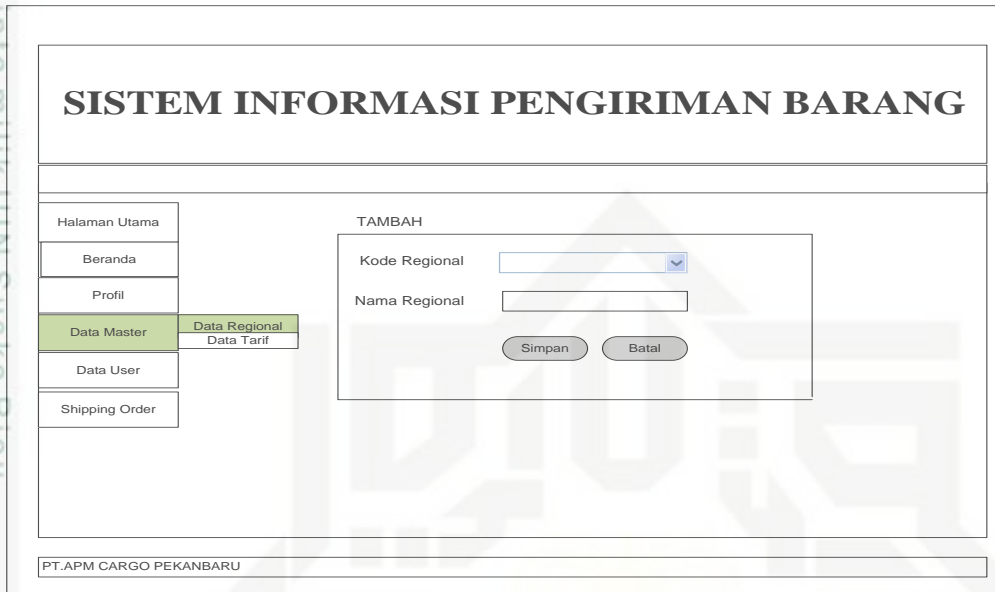 SISTEM INFORMASI PENGIRIMAN BARANG
Halaman Utama
Beranda
Profil
Data Master
Data Regional
Data Tarif
Data User
Shipping Order
TAMBAH
Kode Regional
Nama Regional
Simpan
Batal
PT.APM CARGO PEKANBARU